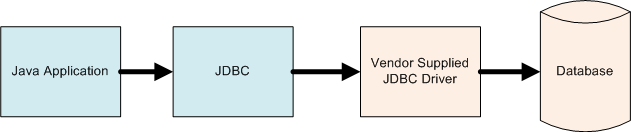 Java Application
JDBC
Vendor Supplied
JDBC Driver
Database